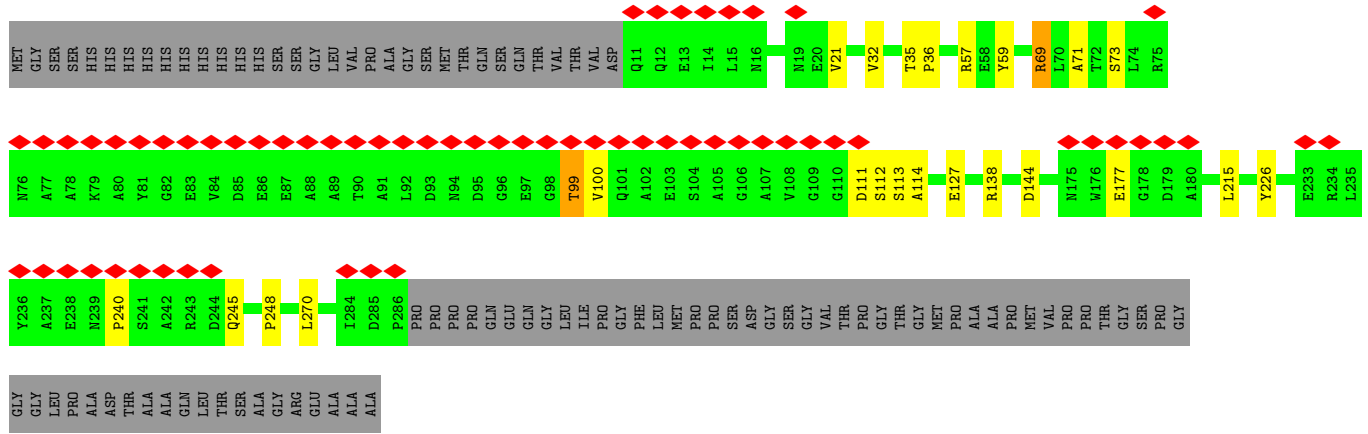 MET GLY SER SER HIS HIS HIS HIS HIS HIS HIS HIS HIS HIS SER SER GLY LEU VAL PRO ALA GLY SER MET THR GLN SER GLN THR VAL THR VAL ASP Q11 Q12 E13 I14 L15 N16 N19 E20 V21 V32 T35 P36 R57 E58 Y59 R69 L70 A71 T72 S73 L74 R75
N76 A77 A78 K79 A80 Y81 G82 E83 V84 D85 E86 E87 A88 A89 T90 A91 L92 D93 N94 D95 G96 E97 G98 T99 V100 Q101 A102 E103 S104 A105 G106 A107 V108 G109 G110 D111 S112 S113 A114 E127 R138 D144 N175 W176 E177 G178 D179 A180 L215 Y226 E233 R234 L235
Y236 A237 E238 N239 P240 S241 A242 R243 D244 Q245 P248 L270 I284 D285 P286 PRO PRO PRO PRO GLN GLU GLN GLY LEU ILE PRO GLY PHE LEU MET PRO PRO SER ASP GLY SER GLY VAL THR PRO GLY THR GLY MET PRO ALA ALA PRO MET VAL PRO PRO THR GLY SER PRO GLY
GLY GLY LEU PRO ALA ASP THR ALA ALA GLN LEU THR SER ALA GLY ARG GLU ALA ALA ALA